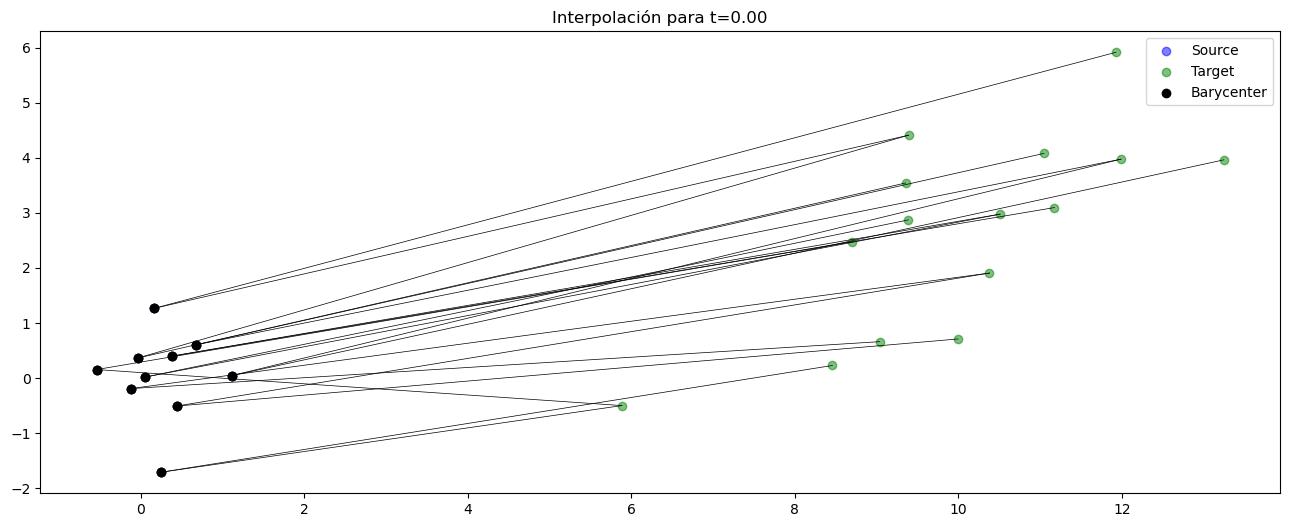 Interpolación para t=0.00
Source
Target
Barycenter
6
5
4
3
2
1
0
−1
−2
0 2 4 6 8 10 12